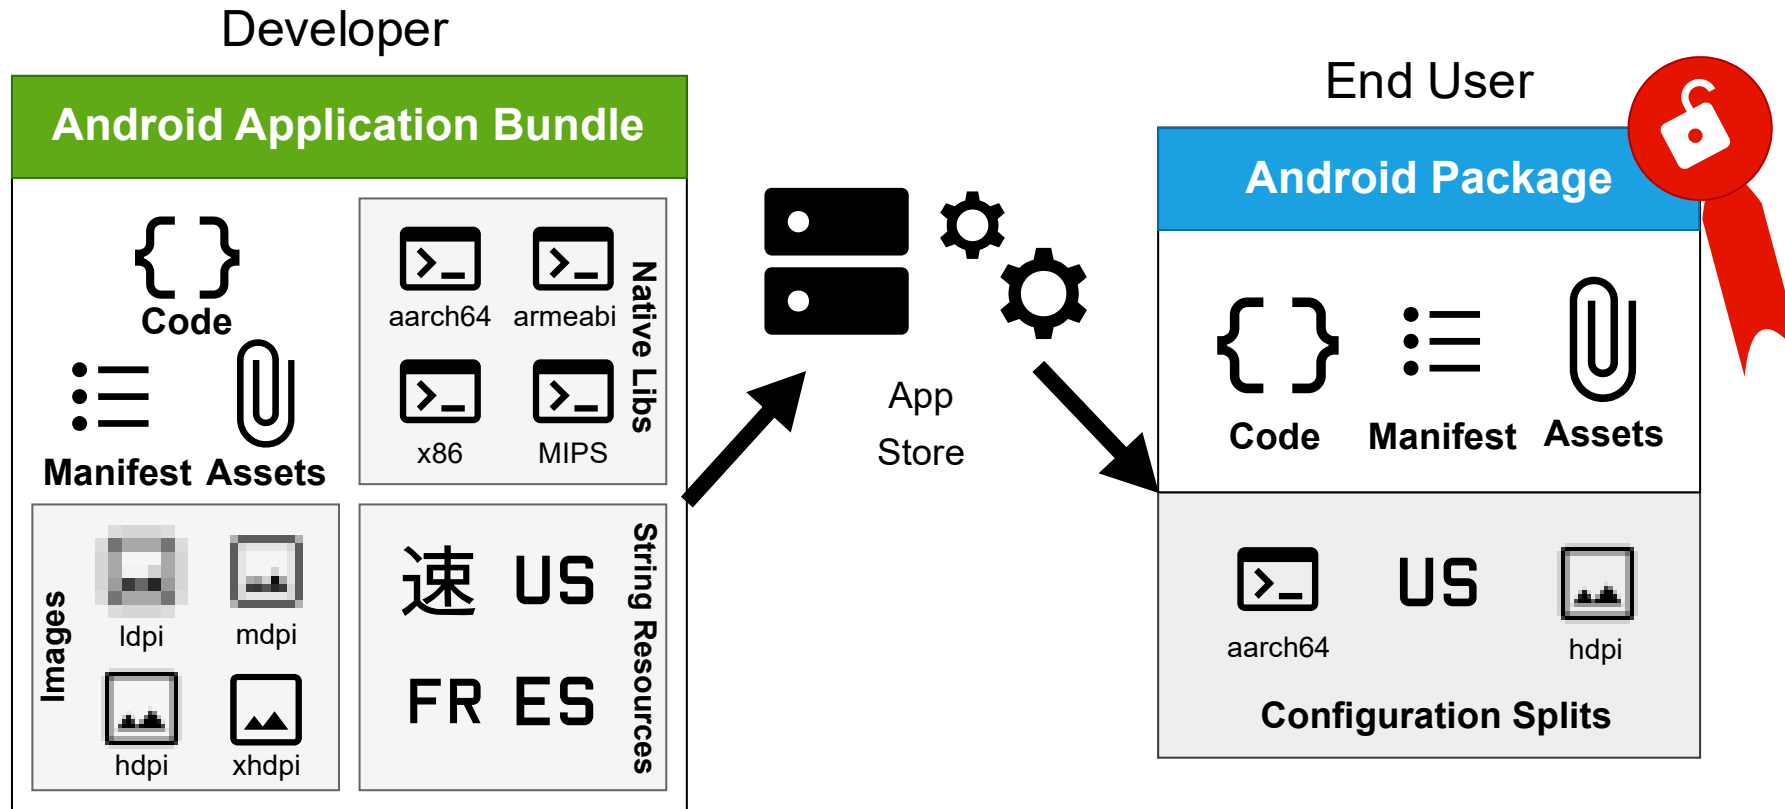 Developer
Android Application Bundle
Code
Manifest Assets
aarch64 armeabi
x86 MIPS
Native Libs
Images
ldpi mdpi
hdpi xhdpi
速 US
FR ES
String Resources
App
Store
End User
Android Package
Code Manifest Assets
US
aarch64 hdpi
Configuration Splits